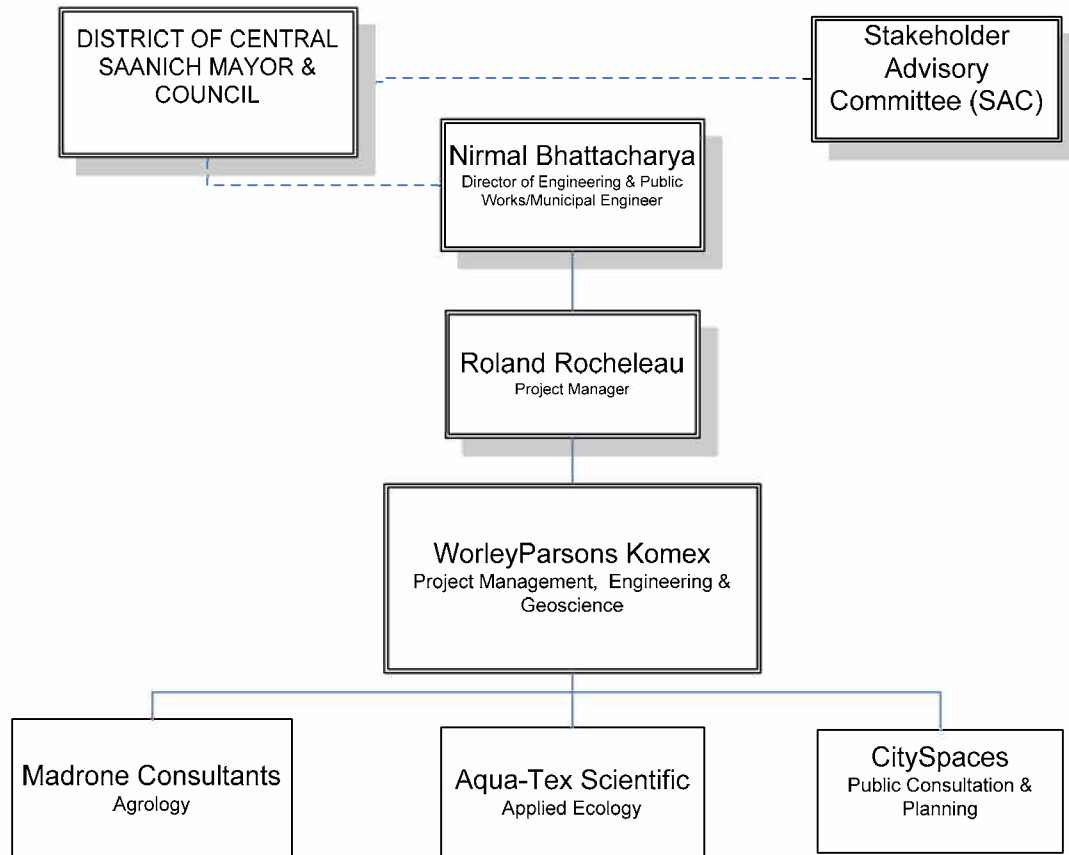 DISTRICT OF CENTRAL
SAANICH MAYOR &
COUNCIL
Stakeholder
Advisory
Committee (SAC)
Nirmal Bhattacharya
Director of Engineering & Public
Works/Municipal Engineer
Roland Rocheleau
Project Manager
WorleyParsons Komex
Project Management, Engineering &
Geoscience
Madrone Consultants
Agrology
Aqua-Tex Scientific
Applied Ecology
CitySpaces
Public Consultation &
Planning